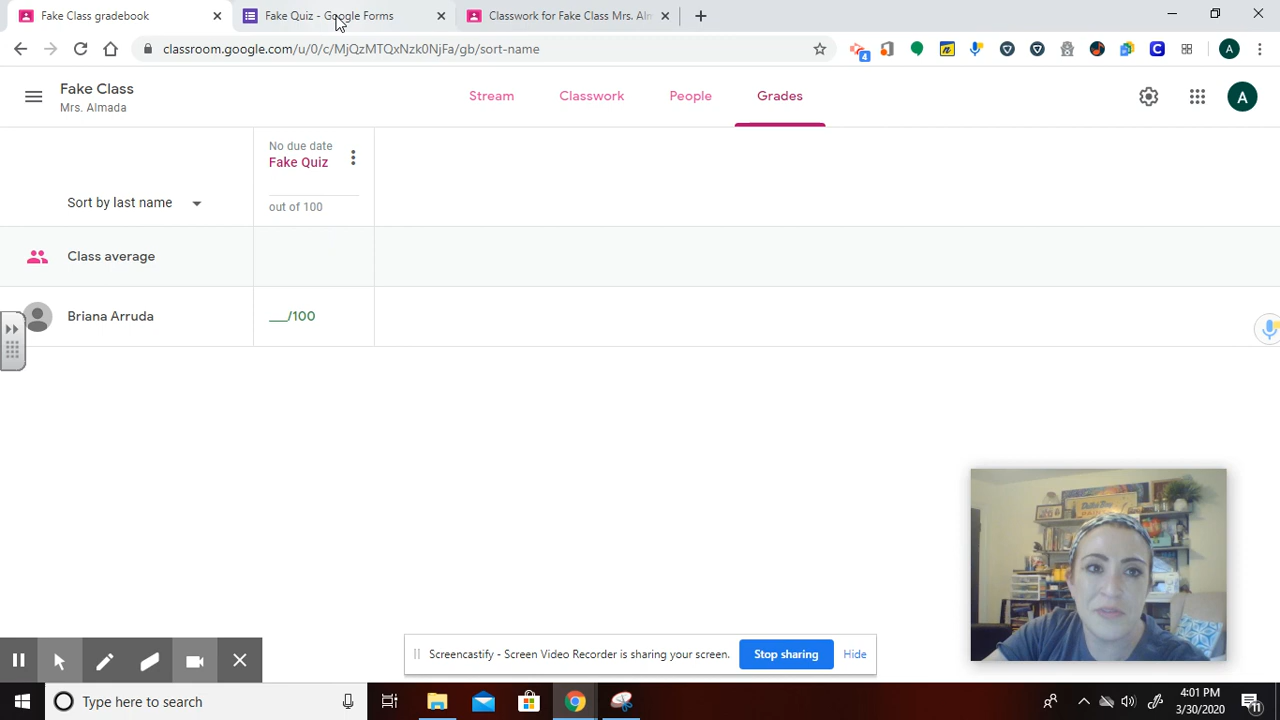 Fake Class gradebook
Fake Quiz - Google Forms
Classwork for Fake Class Mrs. Alm
classroom.google.com/u/0/c/MjQzMTQxNzk0NjFa/gb/sort-name
4
A
Fake Class
Mrs. Almada
Stream
Classwork
People
Grades
A
No due date
Fake Quiz
out of 100
Sort by last name
Class average
Briana Arruda
___/100
Screencastify - Screen Video Recorder is sharing your screen.
Stop sharing
Hide
Type here to search
4:01 PM
3/30/2020
11